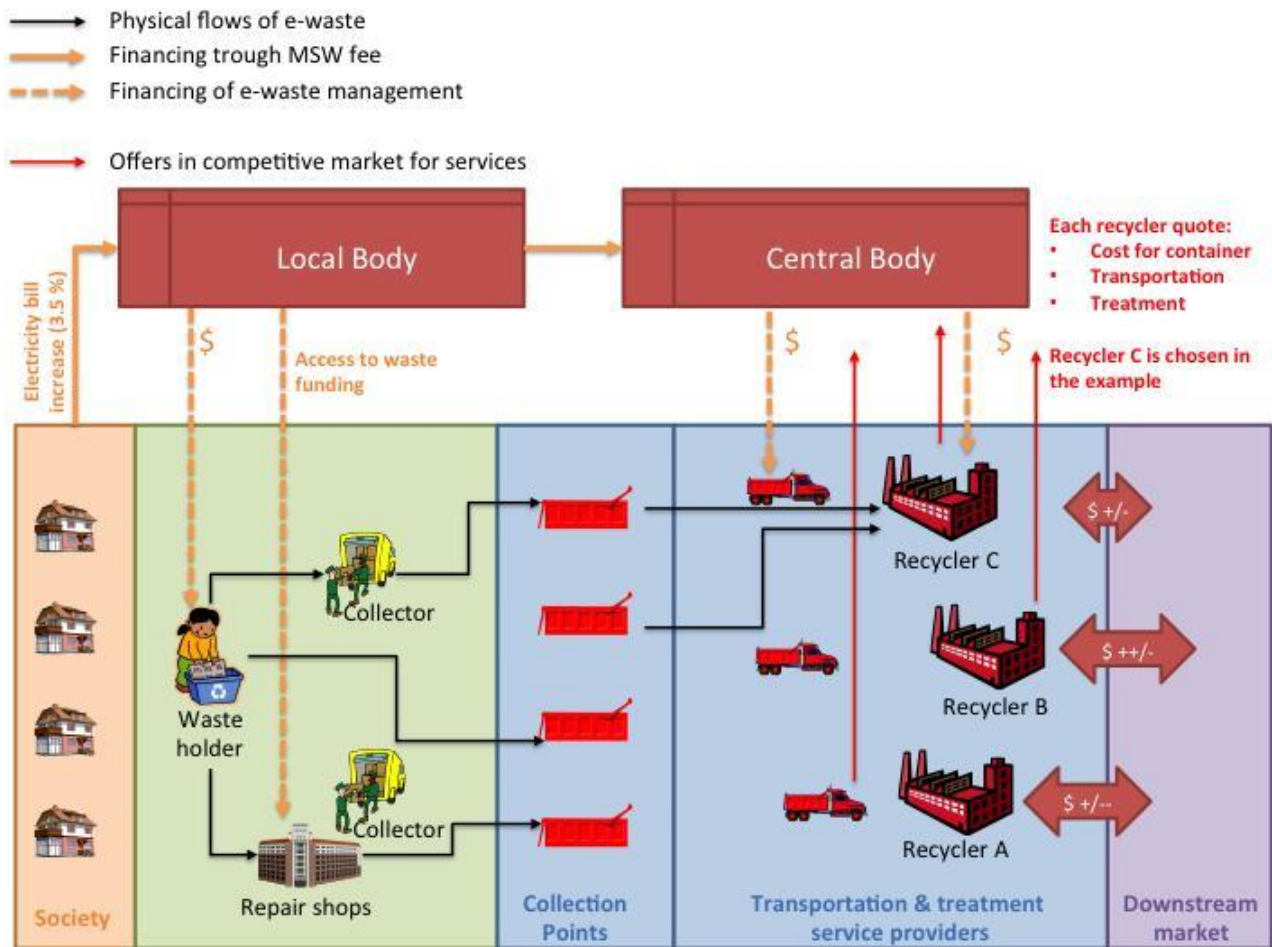 Physical flows of e-waste
Financing trough MSW fee
Financing of e-waste management
Offers in competitive market for services
Local Body
Central Body
Each recycler quote:
▪ Cost for container
▪ Transportation
▪ Treatment
Electricity bill
increase (3.5 %)
$
Access to waste
funding
$
$
Recycler C is chosen in
the example
Recycler C
$ +/-
Collector
Recycler B
$ ++/-
Waste
holder
Collector
Recycler A
$ +/--
Repair shops
Society
Collection
Points
Transportation & treatment
service providers
Downstream
market